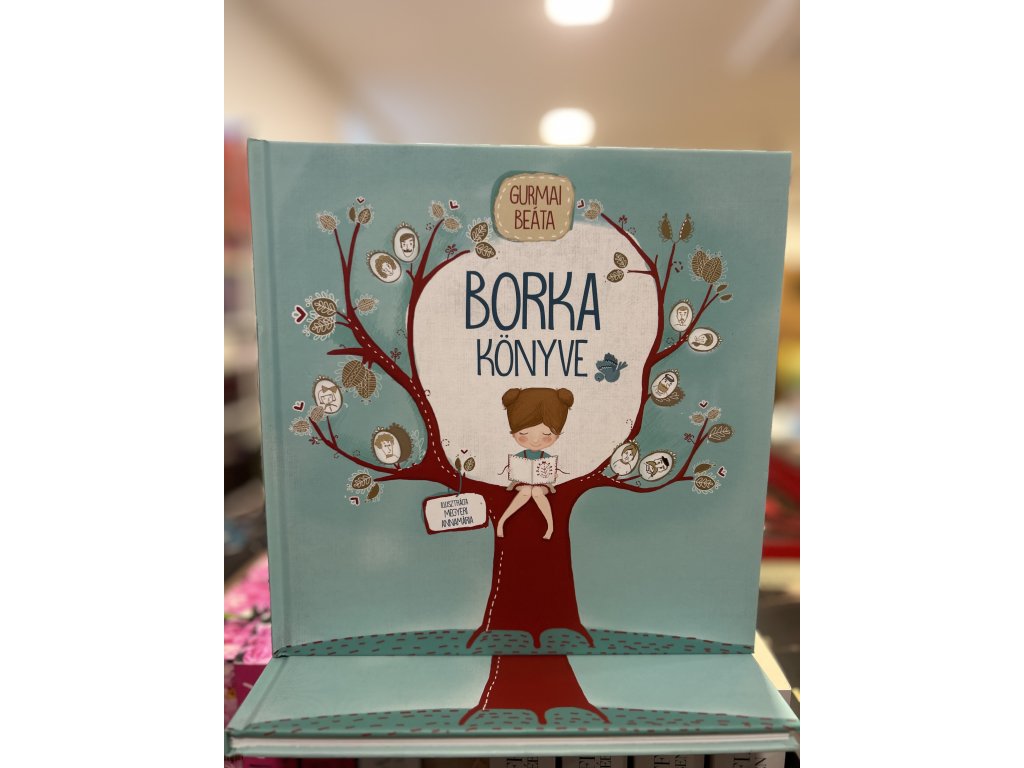 GURMAI
BEÁTA
BORKA
KÖNYVE
ILLUSZTRÁLTA
MEGYERI
ANNAMÁRIA